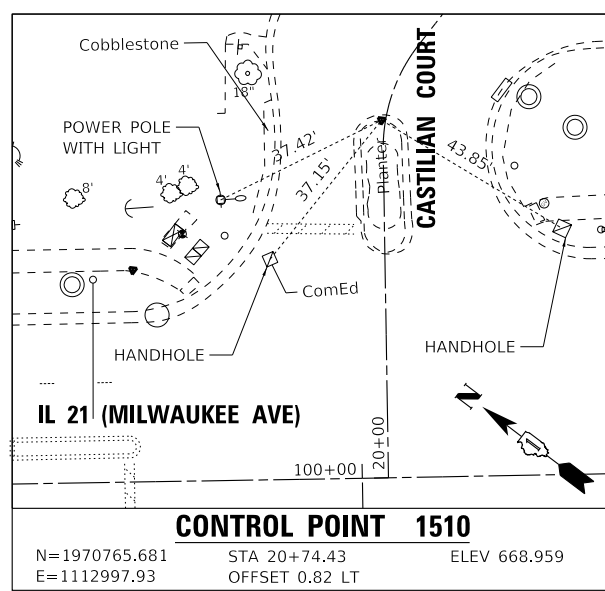 Cobblestone
P
18"
POWER POLE
WITH LIGHT
37.42'
37.15'
43.85'
Planter
CASTILIAN COURT
8'
4'
4'
ComEd
HANDHOLE
HANDHOLE
IL 21 (MILWAUKEE AVE)
N
100+00
20+00
CONTROL POINT 1510
N=1970765.681 STA 20+74.43 ELEV 668.959
E=1112997.93 OFFSET 0.82 LT